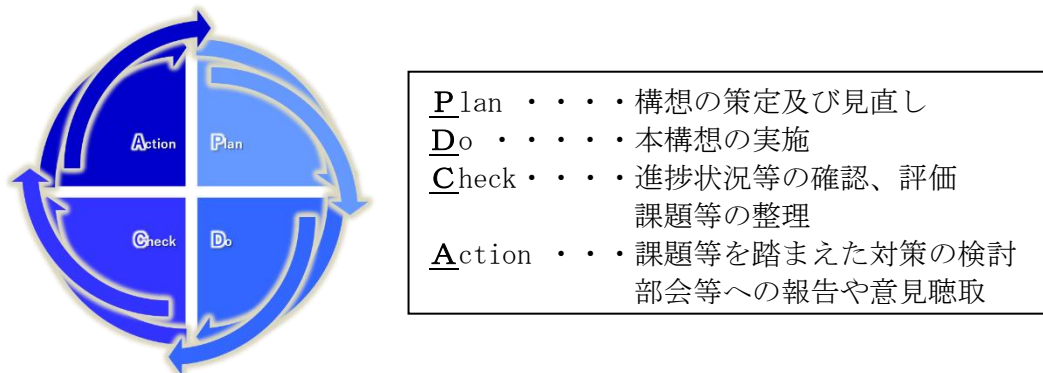 Action
Plan
Check
Do
Plan ・・・・構想の策定及び見直し
Do ・・・・・本構想の実施
Check・・・・進捗状況等の確認、評価
課題等の整理
Action ・・・課題等を踏まえた対策の検討
部会等への報告や意見聴取